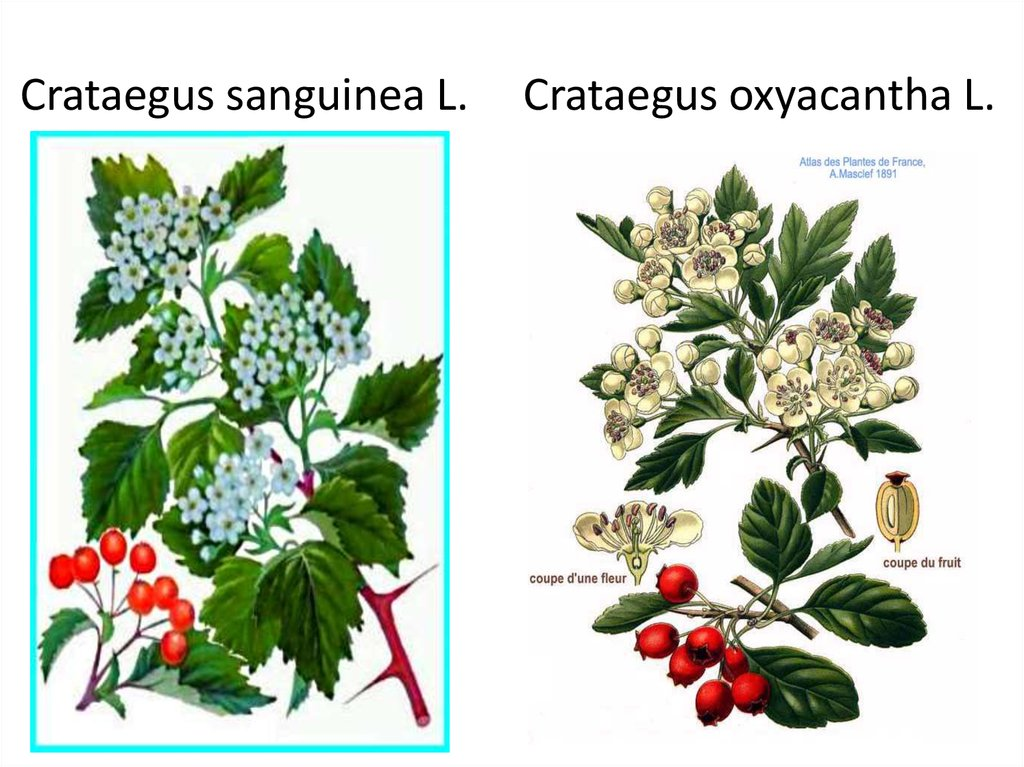 Crataegus sanguinea L.
Crataegus oxyacantha L.
Atlas des Plantes de France,
A.Masclef 1891
coupe d'une fleur
coupe du fruit